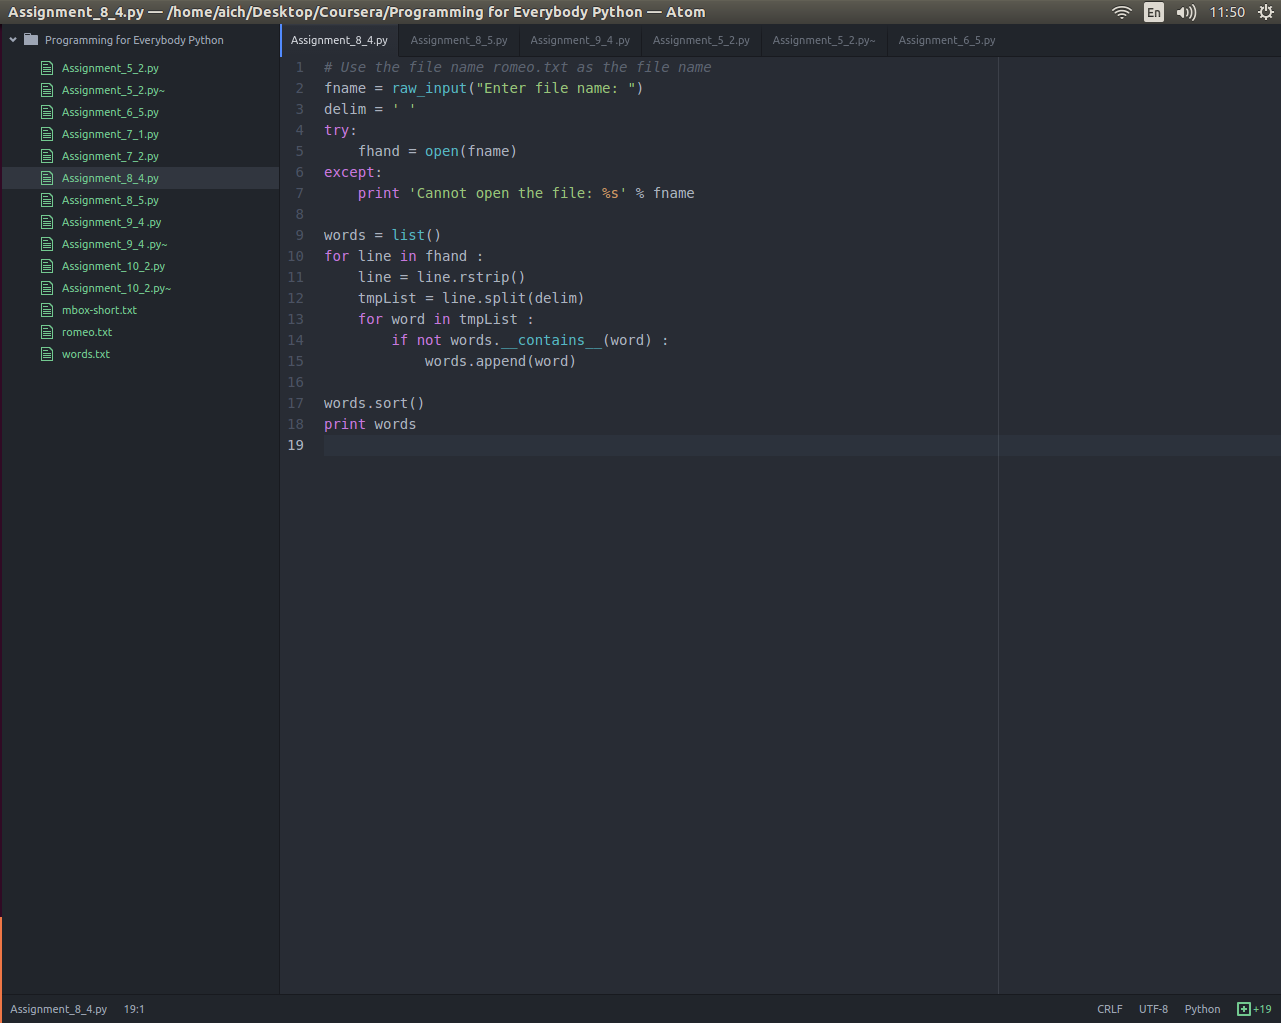 Assignment_8_4.py — /home/aich/Desktop/Coursera/Programming for Everybody Python — Atom
En
11:50
Programming for Everybody Python
Assignment_5_2.py
Assignment_5_2.py~
Assignment_6_5.py
Assignment_7_1.py
Assignment_7_2.py
Assignment_8_4.py
Assignment_8_5.py
Assignment_9_4 .py
Assignment_9_4 .py~
Assignment_10_2.py
Assignment_10_2.py~
mbox-short.txt
romeo.txt
words.txt
Assignment_8_4.py
Assignment_8_5.py
Assignment_9_4 .py
Assignment_5_2.py
Assignment_5_2.py~
Assignment_6_5.py
1 # Use the file name romeo.txt as the file name
2 fname = raw_input("Enter file name: ")
3 delim = ' '
4 try:
5     fhand = open(fname)
6 except:
7     print 'Cannot open the file: %s' % fname
8
9 words = list()
10 for line in fhand :
11     line = line.rstrip()
12     tmpList = line.split(delim)
13     for word in tmpList :
14         if not words.__contains__(word) :
15             words.append(word)
16
17 words.sort()
18 print words
19
Assignment_8_4.py 19:1
CRLF UTF-8 Python +19